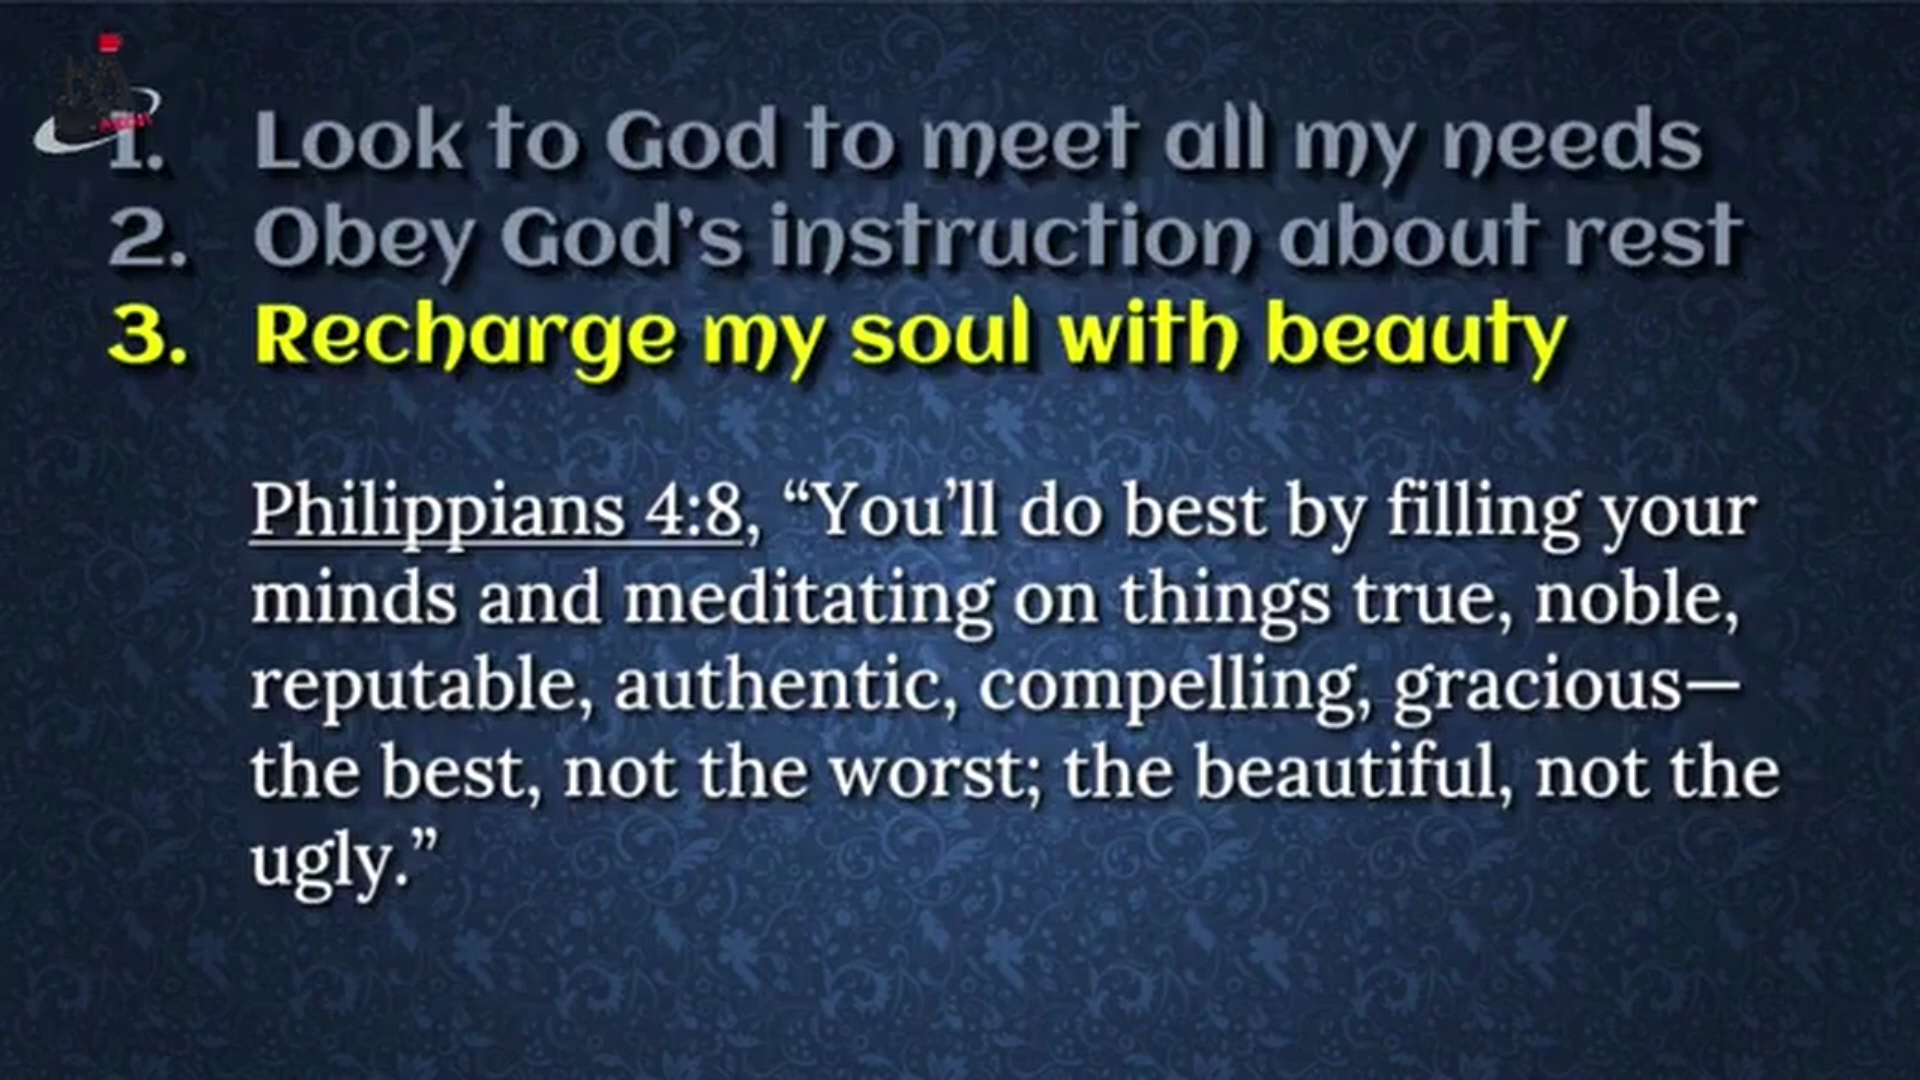 1. Look to God to meet all my needs
2. Obey God's instruction about rest
3. Recharge my soul with beauty
Philippians 4:8, “You’ll do best by filling your
minds and meditating on things true, noble,
reputable, authentic, compelling, gracious—
the best, not the worst; the beautiful, not the
ugly.”